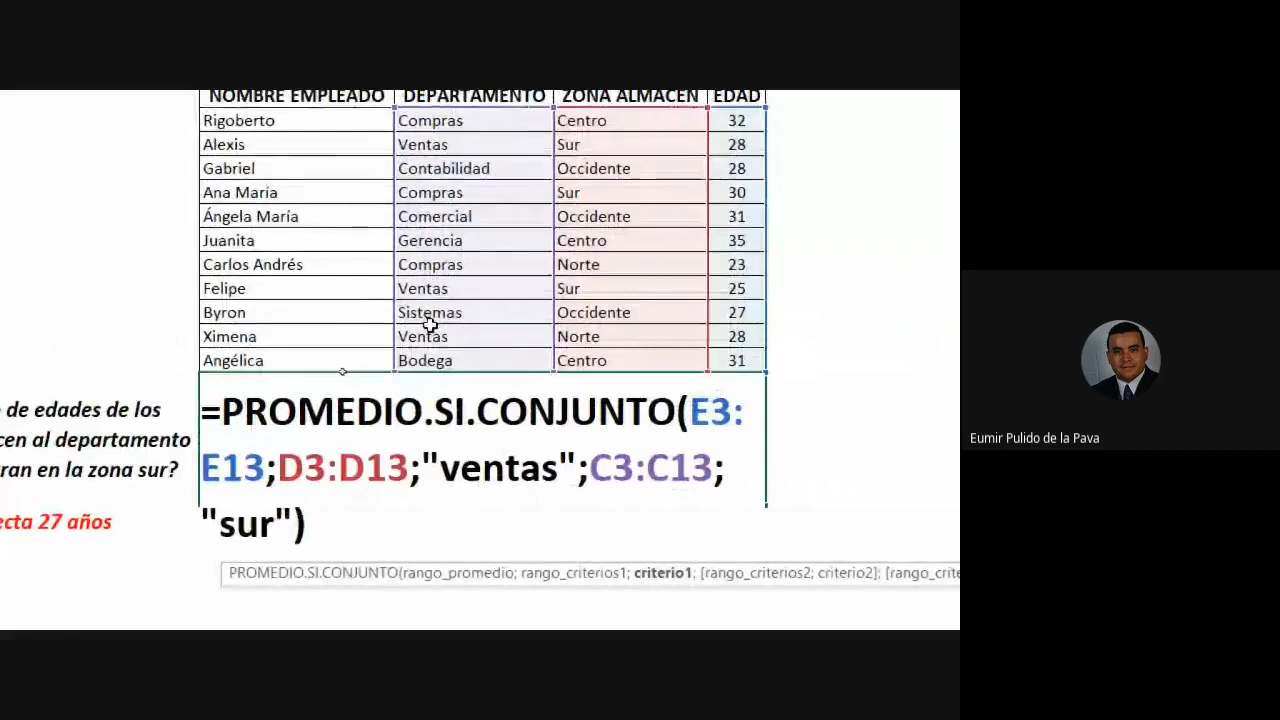 NOMBRE EMPLEADO DEPARTAMENTO ZONA ALMACEN EDAD
Rigoberto Compras Centro 32
Alexis Ventas Sur 28
Gabriel Contabilidad Occidente 28
Ana María Compras Sur 30
Ángela María Comercial Occidente 31
Juanita Gerencia Centro 35
Carlos Andrés Compras Norte 23
Felipe Ventas Sur 25
Byron Sistemas Occidente 27
Ximena Ventas Norte 28
Angélica Bodega Centro 31
de edades de los
cen al departamento
ran en la zona sur?
ecta 27 años
=PROMEDIO.SI.CONJUNTO(E3:
E13;D3:D13;"ventas";C3:C13;
"sur")
PROMEDIO.SI.CONJUNTO(rango_promedio; rango_criterios1; criterio1; [rango_criterios2; criterio2]; [rango_crite
Eumir Pulido de la Pava